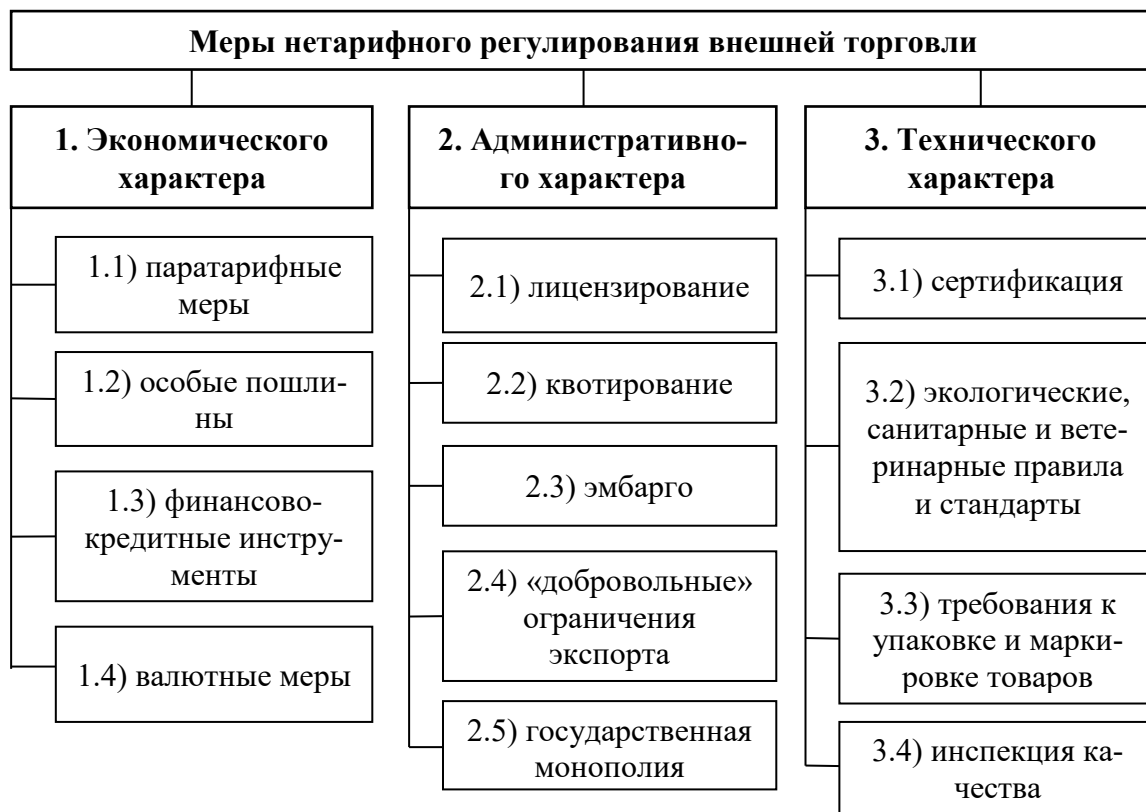 Меры нетарифного регулирования внешней торговли
1. Экономического
характера
1.1) паратарифные
меры
1.2) особые пошли-
ны
1.3) финансово-
кредитные инстру-
менты
1.4) валютные меры
2. Административно-
го характера
2.1) лицензирование
2.2) квотирование
2.3) эмбарго
2.4) «добровольные»
ограничения
экспорта
2.5) государственная
монополия
3. Технического
характера
3.1) сертификация
3.2) экологические,
санитарные и вете-
ринарные правила
и стандарты
3.3) требования к
упаковке и марки-
ровке товаров
3.4) инспекция ка-
чества